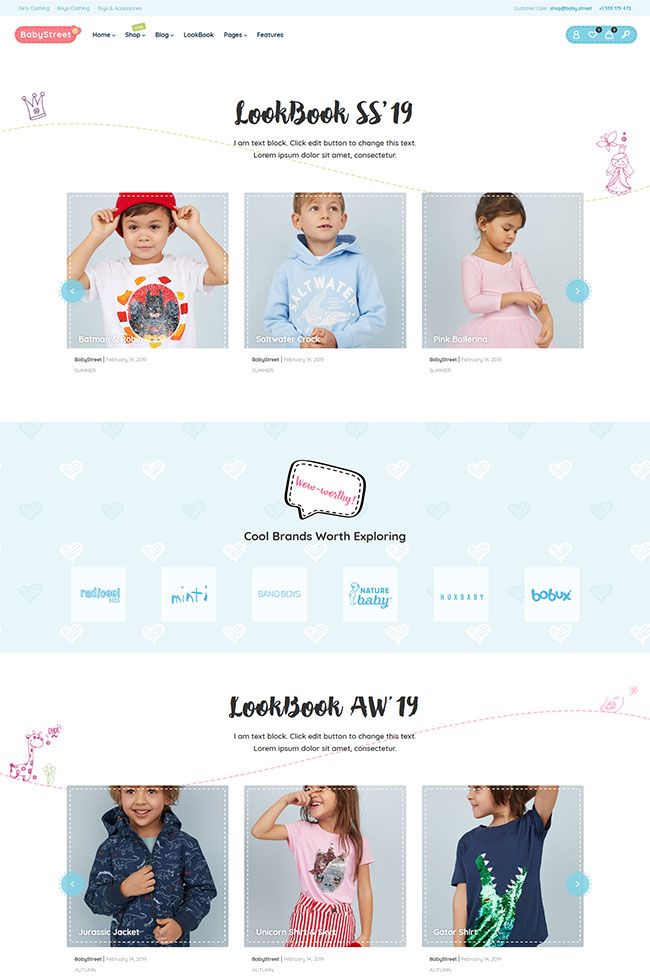 Girls Clothing Boys Clothing Toys & Accessories Customer Care: shop@baby.street +1 555 179 472
BabyStreet Home Shop Blog LookBook Pages Features 0 0
LookBook SS'19
I am text block. Click edit button to change this text.
Lorem ipsum dolor sit amet, consectetur.
SALTWATER
Batman & Robin Saltwater Crock Pink Ballerina
BabyStreet | February 14, 2019 BabyStreet | February 14, 2019 BabyStreet | February 14, 2019
SUMMER SUMMER SUMMER
Wow-worthy!
Cool Brands Worth Exploring
radicool kids minti BANDBOYS NATURE baby HUXBABY bobux
LookBook AW'19
I am text block. Click edit button to change this text.
Lorem ipsum dolor sit amet, consectetur.
Jurassic Jacket Unicorn Shirt & Skirt Gator Shirt
BabyStreet | February 14, 2019 BabyStreet | February 14, 2019 BabyStreet | February 14, 2019
AUTUMN AUTUMN AUTUMN